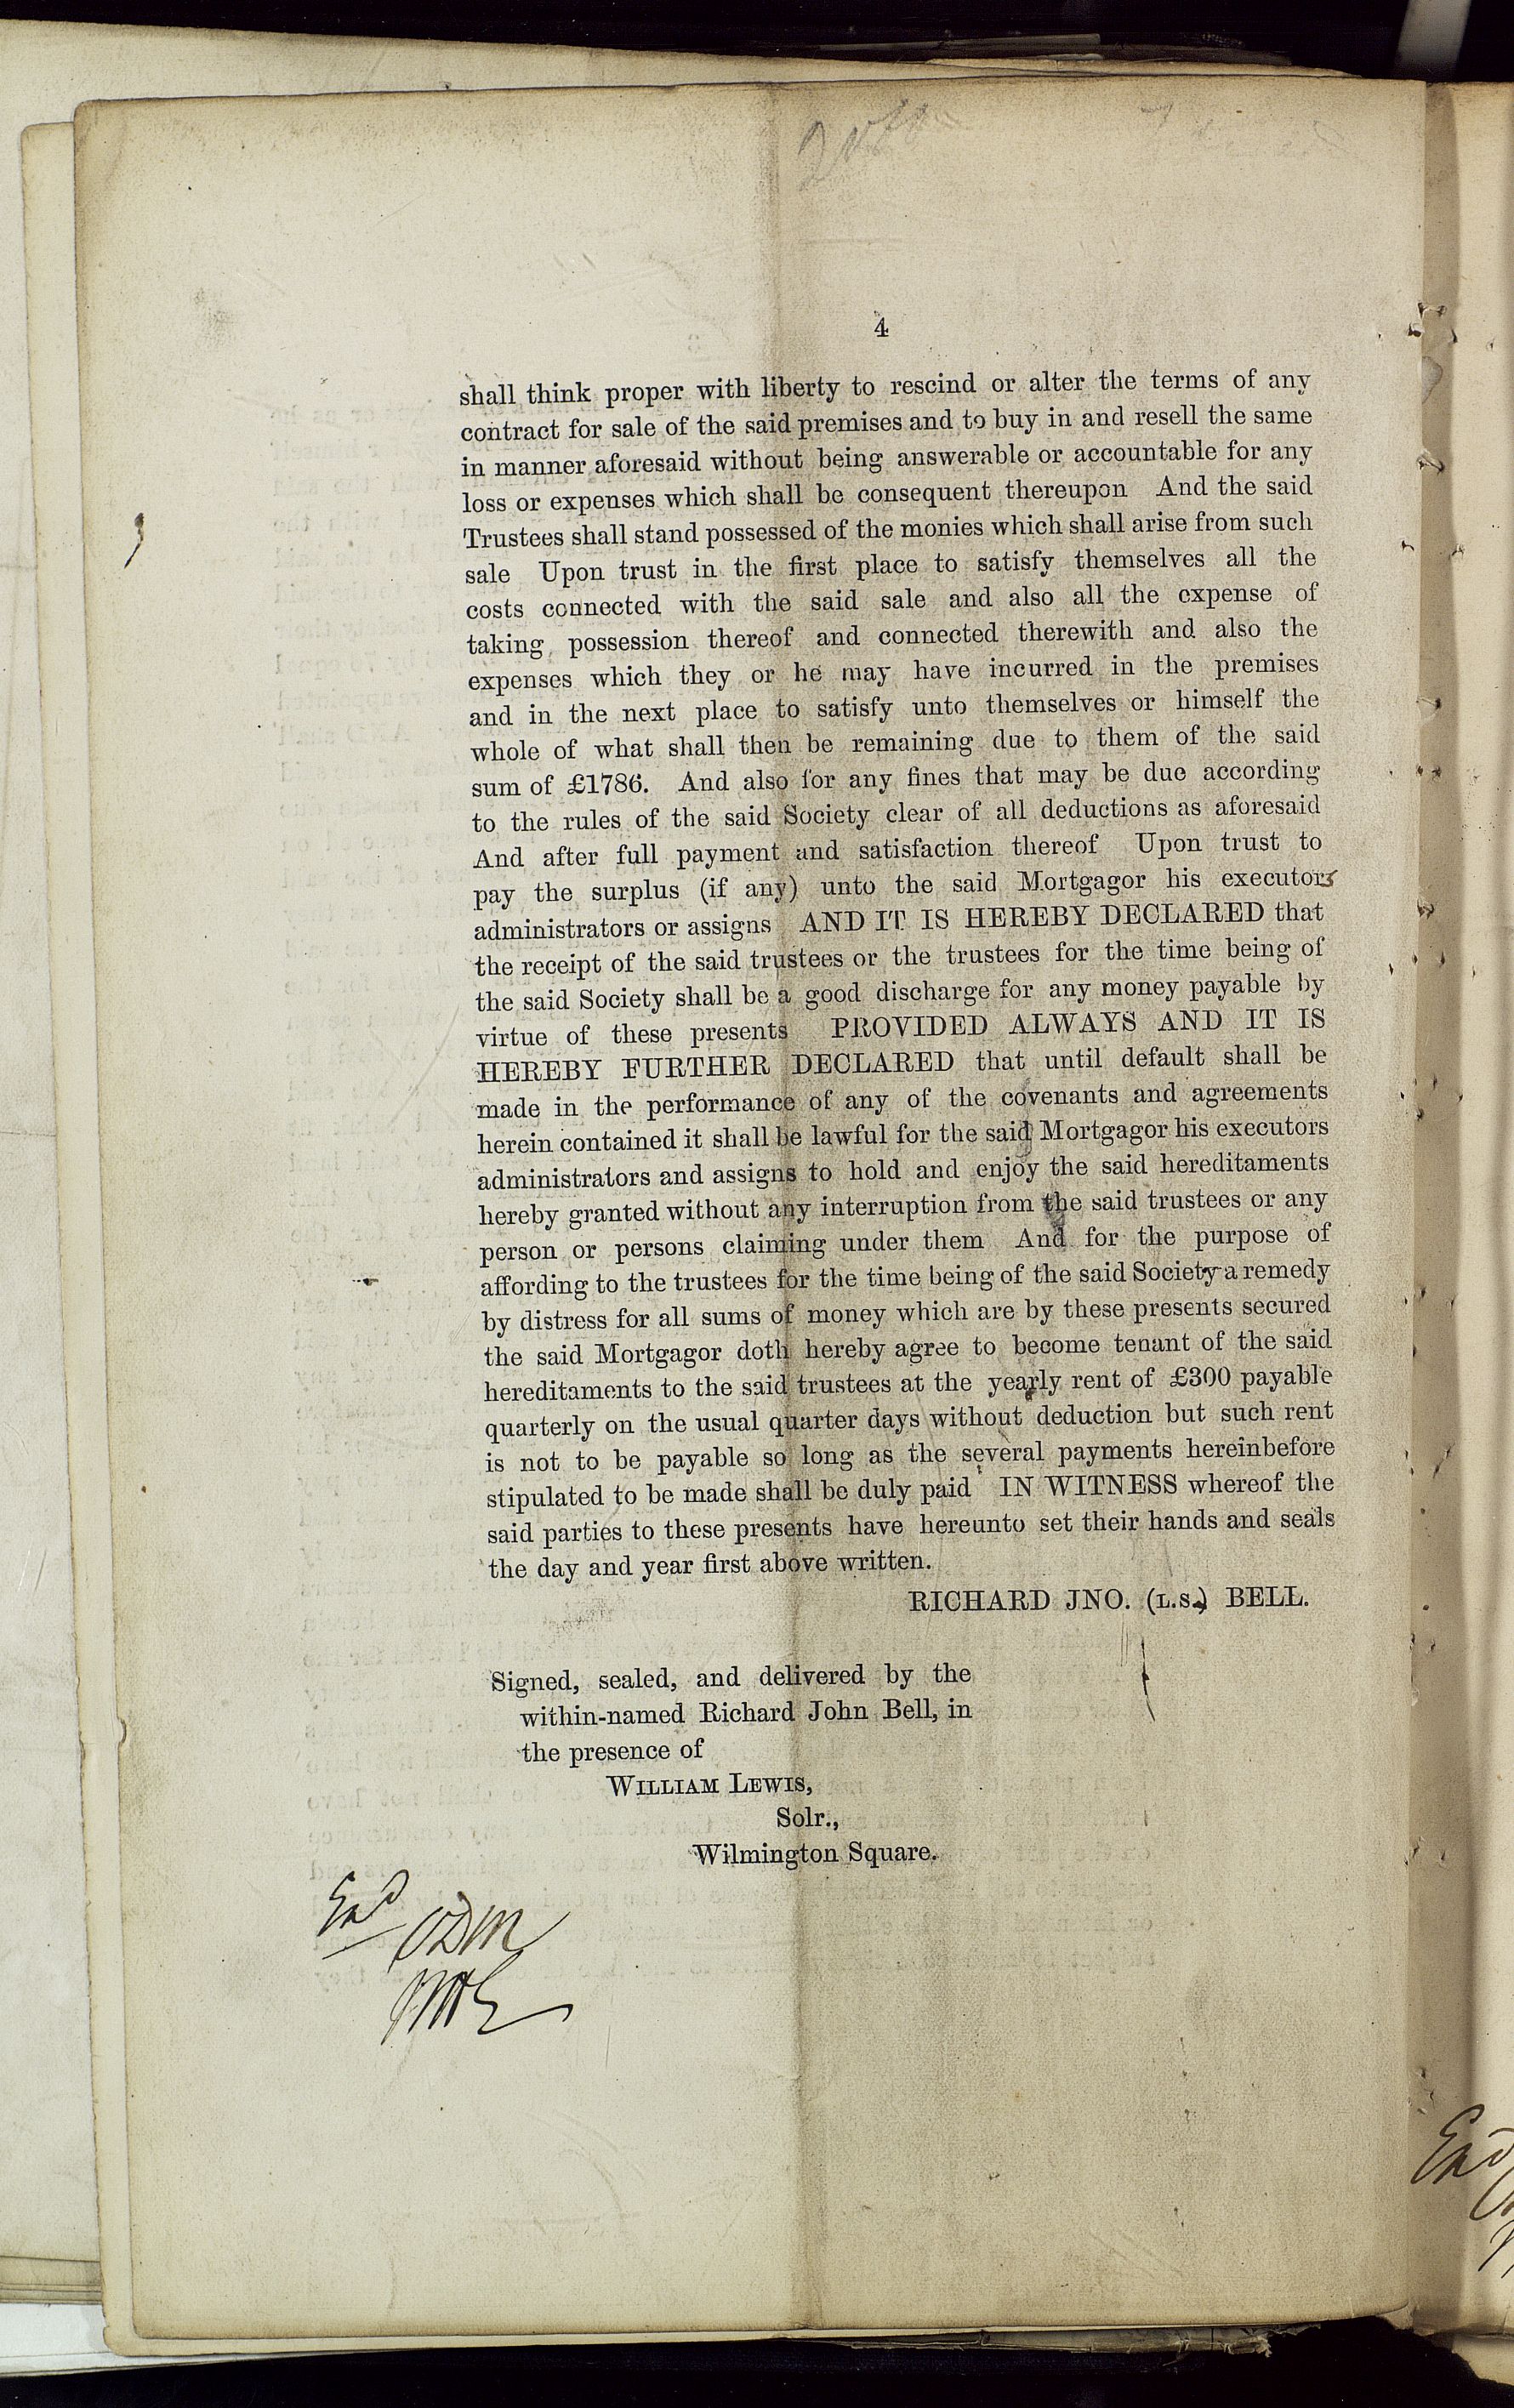 4
shall think proper with liberty to rescind or alter the terms of any
contract for sale of the said premises and to buy in and resell the same
in manner aforesaid without being answerable or accountable for any
loss or expenses which shall be consequent thereupon And the said
Trustees shall stand possessed of the monies which shall arise from such
sale Upon trust in the first place to satisfy themselves all the
costs connected with the said sale and also all the expense of
taking possession thereof and connected therewith and also the
expenses which they or he may have incurred in the premises
and in the next place to satisfy unto themselves or himself the
whole of what shall then be remaining due to them of the said
sum of £1786. And also for any fines that may be due according
to the rules of the said Society clear of all deductions as aforesaid
And after full payment and satisfaction thereof Upon trust to
pay the surplus (if any) unto the said Mortgagor his executors
administrators or assigns AND IT IS HEREBY DECLARED that
the receipt of the said trustees or the trustees for the time being of
the said Society shall be a good discharge for any money payable by
virtue of these presents PROVIDED ALWAYS AND IT IS
HEREBY FURTHER DECLARED that until default shall be
made in the performance of any of the covenants and agreements
herein contained it shall be lawful for the said Mortgagor his executors
administrators and assigns to hold and enjoy the said hereditaments
hereby granted without any interruption from the said trustees or any
person or persons claiming under them And for the purpose of
affording to the trustees for the time being of the said Society a remedy
by distress for all sums of money which are by these presents secured
the said Mortgagor doth hereby agree to become tenant of the said
hereditaments to the said trustees at the yearly rent of £300 payable
quarterly on the usual quarter days without deduction but such rent
is not to be payable so long as the several payments hereinbefore
stipulated to be made shall be duly paid IN WITNESS whereof the
said parties to these presents have hereunto set their hands and seals
the day and year first above written.
RICHARD JNO. (L.S.) BELL.
Signed, sealed, and delivered by the
within-named Richard John Bell, in
the presence of
WILLIAM LEWIS,
Solr.,
Wilmington Square.
Exd
Exd